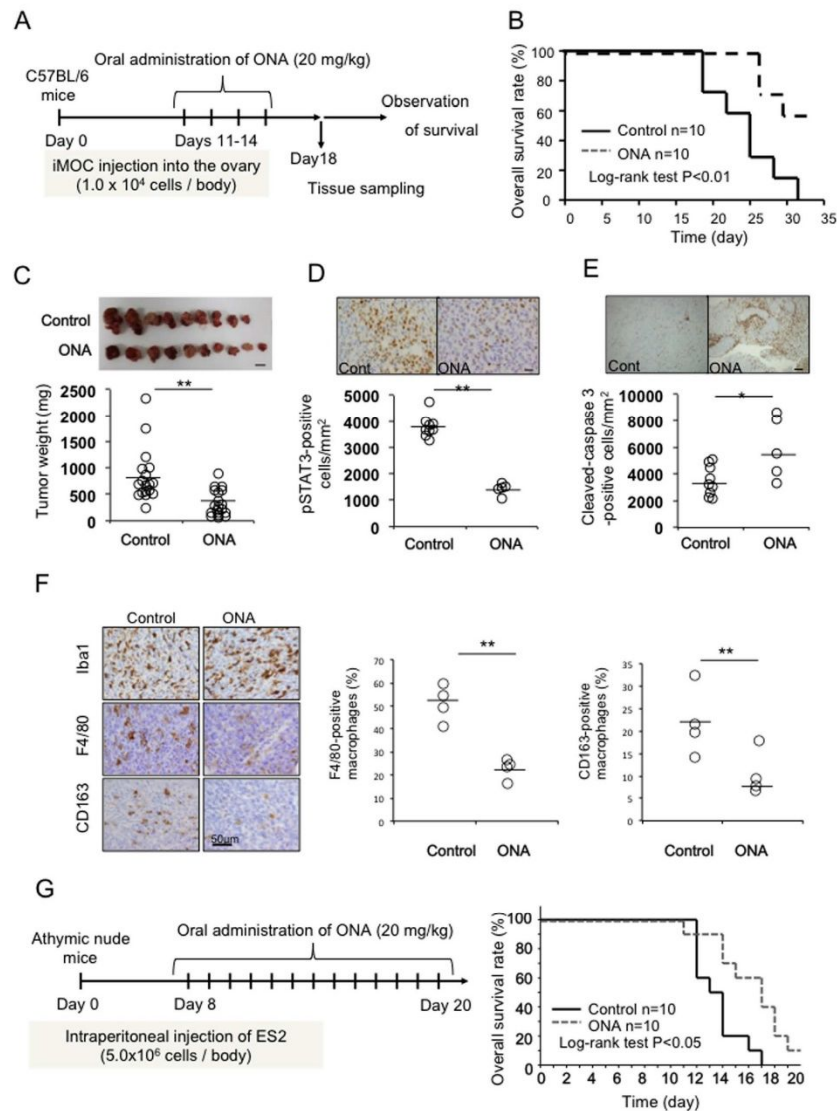 A
C57BL/6
mice
Oral administration of ONA (20 mg/kg)
Day 0
Days 11-14
Day18
Observation
of survival
iMOC injection into the ovary
(1.0 x 10⁴ cells / body)
Tissue sampling
B
Overall survival rate (%)
100
80
60
40
20
0
Control n=10
ONA n=10
Log-rank test P<0.01
0 5 10 15 20 25 30 35
Time (day)
C
Control
ONA
Tumor weight (mg)
2500
2000
1500
1000
500
0
**
Control ONA
D
Cont
ONA
pSTAT3-positive
cells/mm²
5000
4000
3000
2000
1000
0
**
Control ONA
E
Cont
ONA
Cleaved-caspase 3
-positive cells/mm²
10000
8000
6000
4000
2000
0
*
Control ONA
F
Control ONA
Iba1
F4/80
CD163
50um
F4/80-positive
macrophages (%)
70
60
50
40
30
20
10
0
**
Control ONA
CD163-positive
macrophages (%)
35
30
25
20
15
10
5
0
**
Control ONA
G
Athymic nude
mice
Oral administration of ONA (20 mg/kg)
Day 0
Day 8
Day 20
Intraperitoneal injection of ES2
(5.0x10⁶ cells / body)
Overall survival rate (%)
100
80
60
40
20
0
Control n=10
ONA n=10
Log-rank test P<0.05
0 2 4 6 8 10 12 14 16 18 20
Time (day)